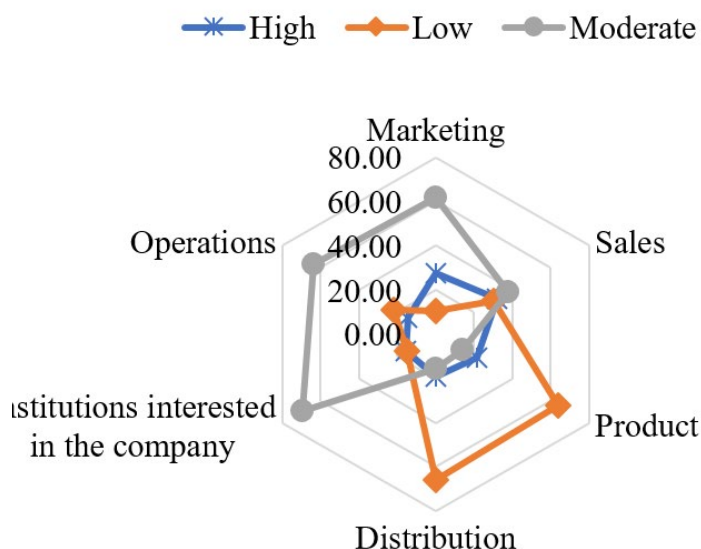 High Low Moderate
Marketing
80.00
60.00
40.00
20.00
0.00
Operations
Sales
interested
in the company
Product
Distribution